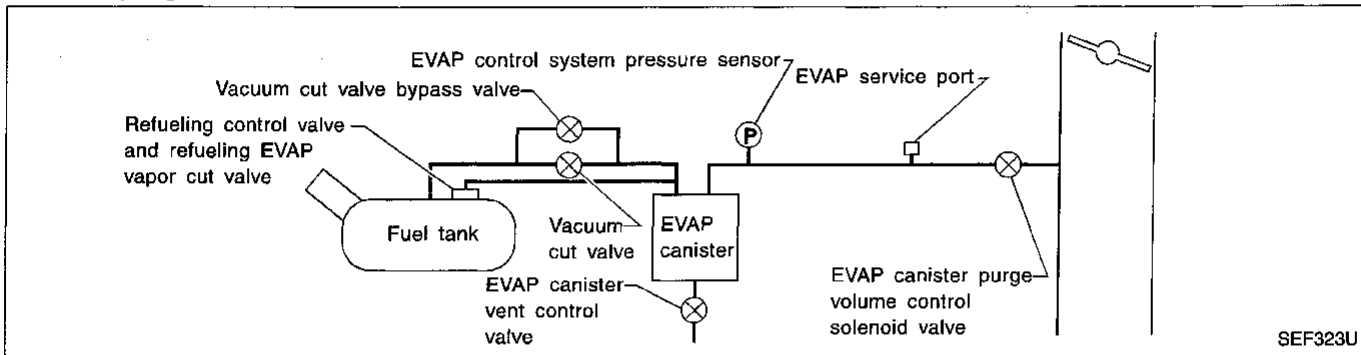 EVAP control system pressure sensor
EVAP service port
Vacuum cut valve bypass valve
Refueling control valve
and refueling EVAP
vapor cut valve
P
Fuel tank
Vacuum
cut valve
EVAP
canister
EVAP canister
vent control
valve
EVAP canister purge
volume control
solenoid valve
SEF323U